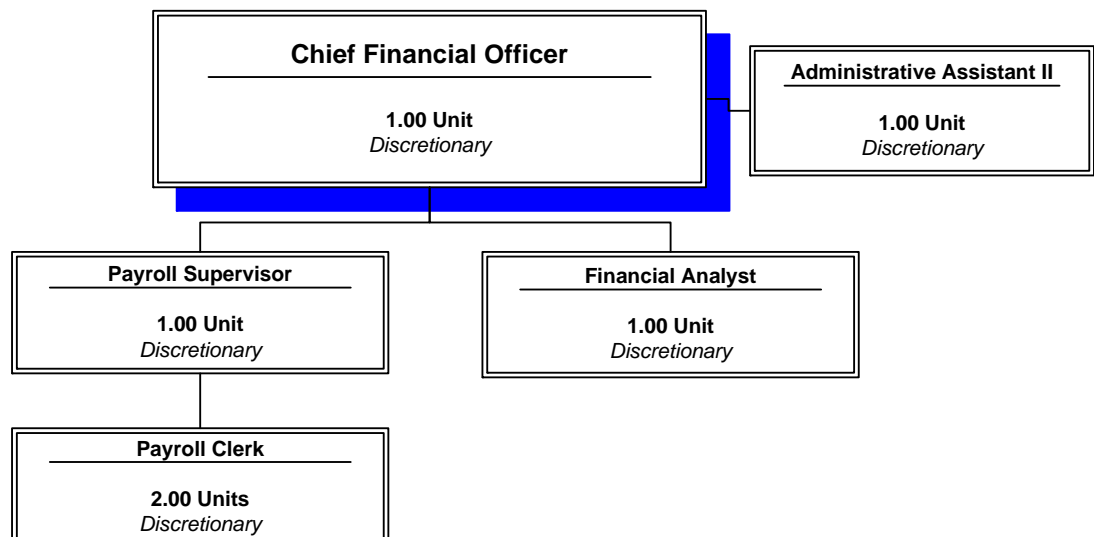 Chief Financial Officer
1.00 Unit
Discretionary
Administrative Assistant II
1.00 Unit
Discretionary
Payroll Supervisor
1.00 Unit
Discretionary
Financial Analyst
1.00 Unit
Discretionary
Payroll Clerk
2.00 Units
Discretionary